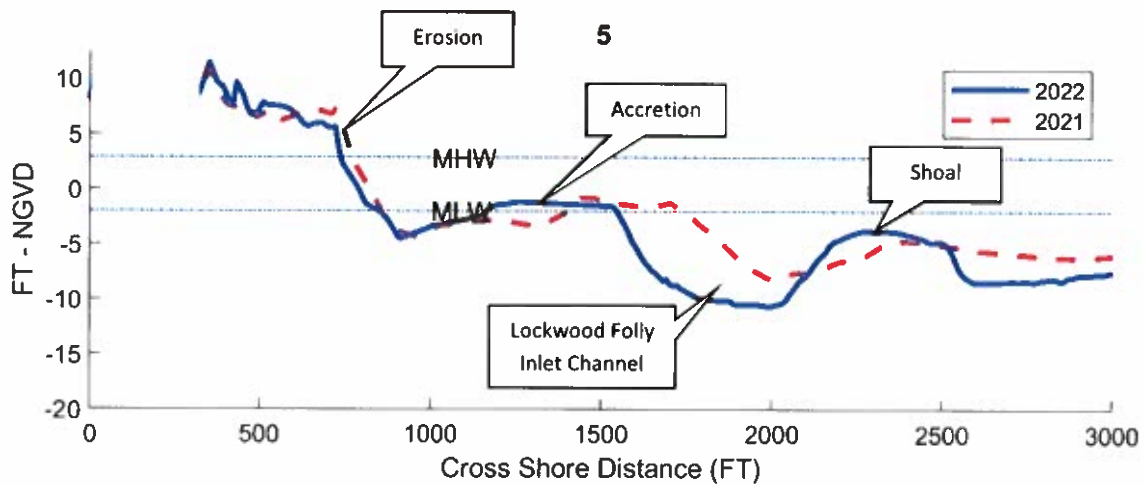 5
Erosion
Accretion
Shoal
2022
2021
MHW
MLW
Lockwood Folly
Inlet Channel
FT - NGVD
10
5
0
-5
-10
-15
-20
0
500
1000
1500
2000
2500
3000
Cross Shore Distance (FT)